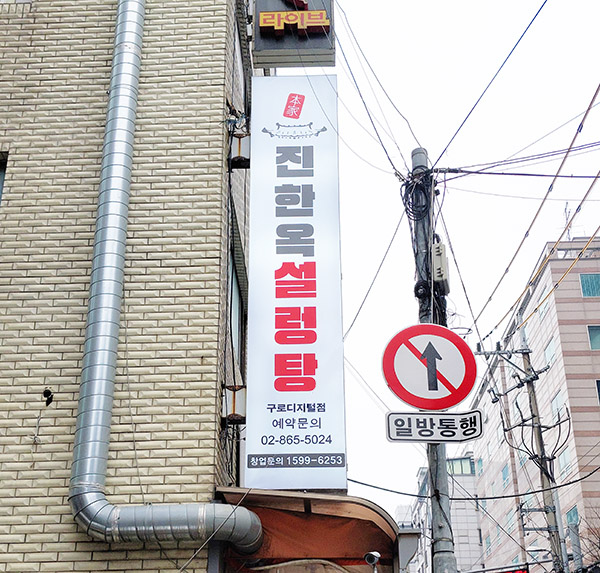 라이브
本家
진한옥설렁탕
구로디지털점
예약문의
02-865-5024
창업문의 1599-6253
일방통행